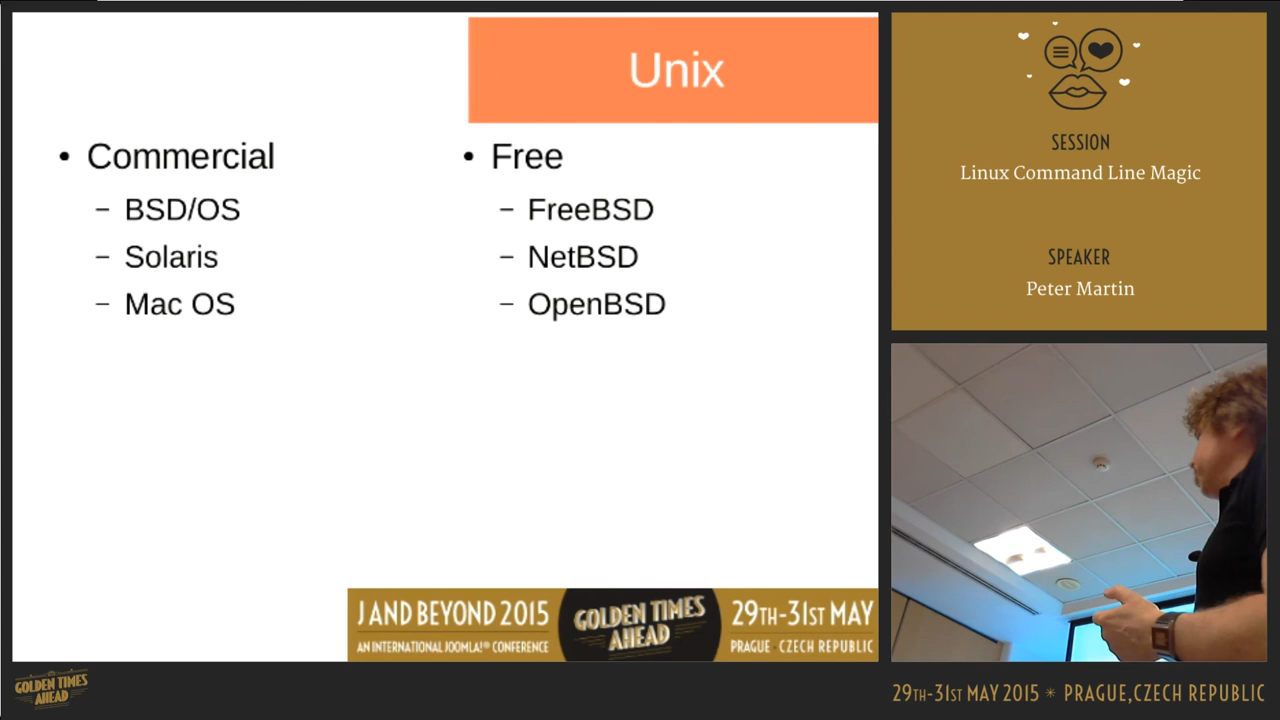 Unix
• Commercial
– BSD/OS
– Solaris
– Mac OS
• Free
– FreeBSD
– NetBSD
– OpenBSD
J AND BEYOND 2015
AN INTERNATIONAL JOOMLA!® CONFERENCE
GOLDEN TIMES
AHEAD
29TH-31ST MAY
PRAGUE · CZECH REPUBLIC
SESSION
Linux Command Line Magic
SPEAKER
Peter Martin
GOLDEN TIMES
AHEAD
29TH-31ST MAY 2015 * PRAGUE,CZECH REPUBLIC